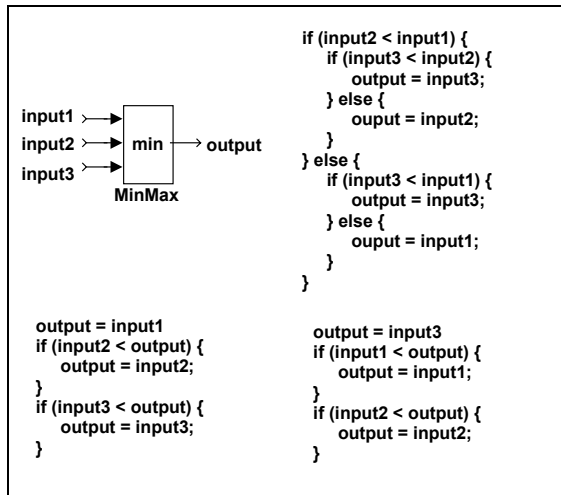 input1
input2
input3
min
output
MinMax
if (input2 < input1) {
if (input3 < input2) {
output = input3;
} else {
ouput = input2;
}
} else {
if (input3 < input1) {
output = input3;
} else {
ouput = input1;
}
}
output = input1
if (input2 < output) {
output = input2;
}
if (input3 < output) {
output = input3;
}
output = input3
if (input1 < output) {
output = input1;
}
if (input2 < output) {
output = input2;
}